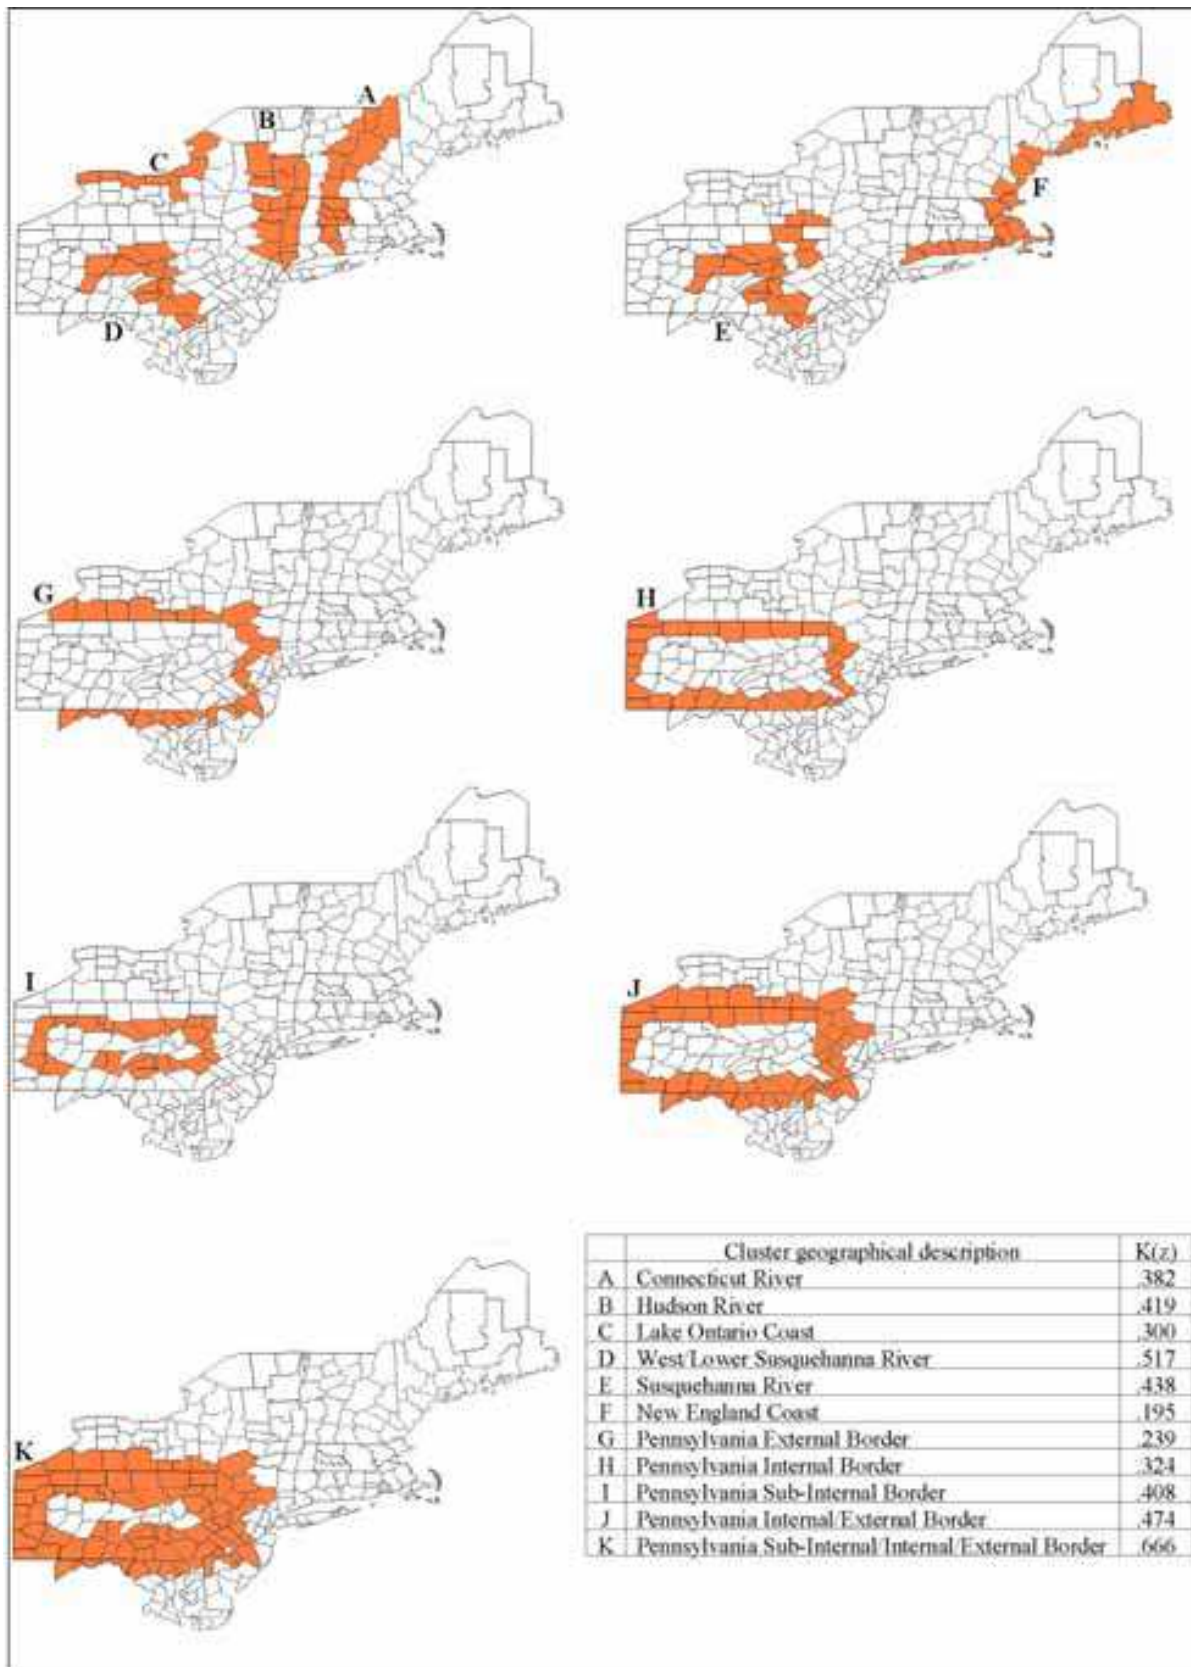 A
B
C
D
F
E
G
H
I
J
K
Cluster geographical description K(z)
A Connecticut River .382
B Hudson River .419
C Lake Ontario Coast .300
D West/Lower Susquehanna River .517
E Susquehanna River .438
F New England Coast .195
G Pennsylvania External Border .239
H Pennsylvania Internal Border .324
I Pennsylvania Sub-Internal Border .408
J Pennsylvania Internal/External Border .474
K Pennsylvania Sub-Internal/Internal/External Border .666